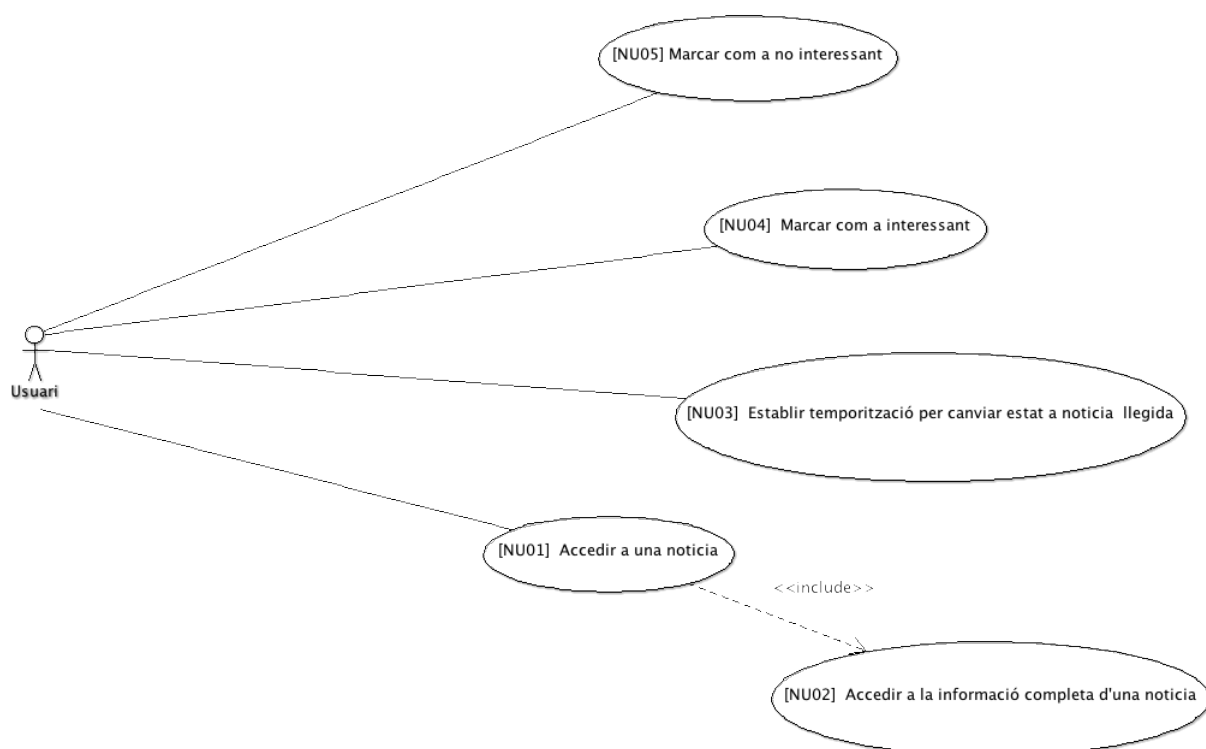 [NU05] Marcar com a no interessant
[NU04]  Marcar com a interessant
Usuari
[NU03]  Establir temporització per canviar estat a noticia  llegida
[NU01]  Accedir a una noticia
<<include>>
[NU02]  Accedir a la informació completa d'una noticia